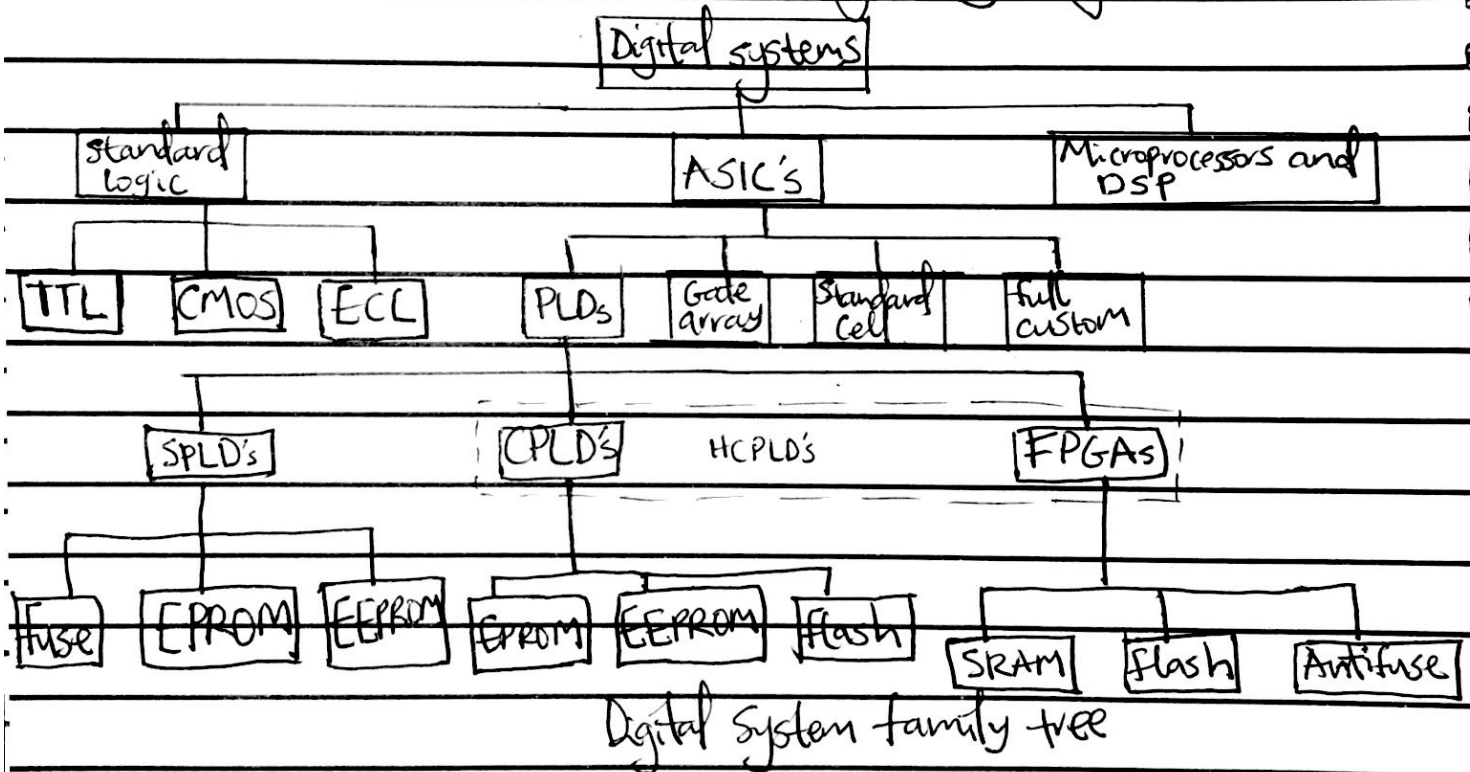 Digital systems
Standard
Logic
ASIC's
Microprocessors and
DSP
TTL
CMOS
ECL
PLDs
Gate
array
Standard
Cell
full
custom
SPLD's
CPLD's
HCPLD's
FPGAs
Fuse
EPROM
EEPROM
EPROM
EEPROM
flash
SRAM
flash
Antifuse
Digital System family tree